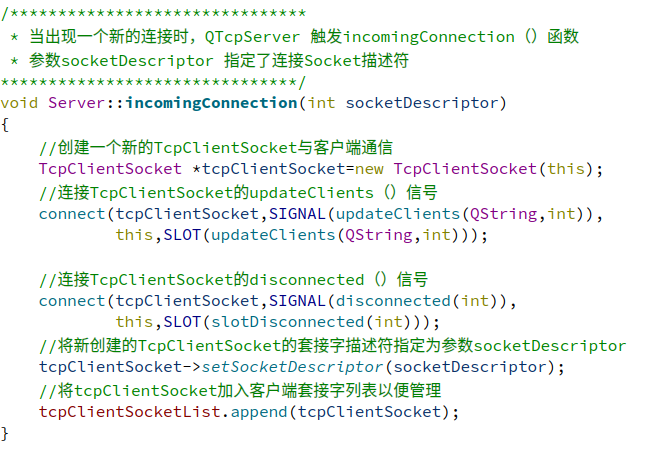 /*******************************
 * 当出现一个新的连接时，QTcpServer 触发incomingConnection（）函数
 * 参数socketDescriptor 指定了连接Socket描述符
*******************************/
void Server::incomingConnection(int socketDescriptor)
{
    //创建一个新的TcpClientSocket与客户端通信
    TcpClientSocket *tcpClientSocket=new TcpClientSocket(this);
    //连接TcpClientSocket的updateClients（）信号
    connect(tcpClientSocket,SIGNAL(updateClients(QString,int)),
            this,SLOT(updateClients(QString,int)));

    //连接TcpClientSocket的disconnected（）信号
    connect(tcpClientSocket,SIGNAL(disconnected(int)),
            this,SLOT(slotDisconnected(int)));
    //将新创建的TcpClientSocket的套接字描述符指定为参数socketDescriptor
    tcpClientSocket->setSocketDescriptor(socketDescriptor);
    //将tcpClientSocket加入客户端套接字列表以便管理
    tcpClientSocketList.append(tcpClientSocket);
}